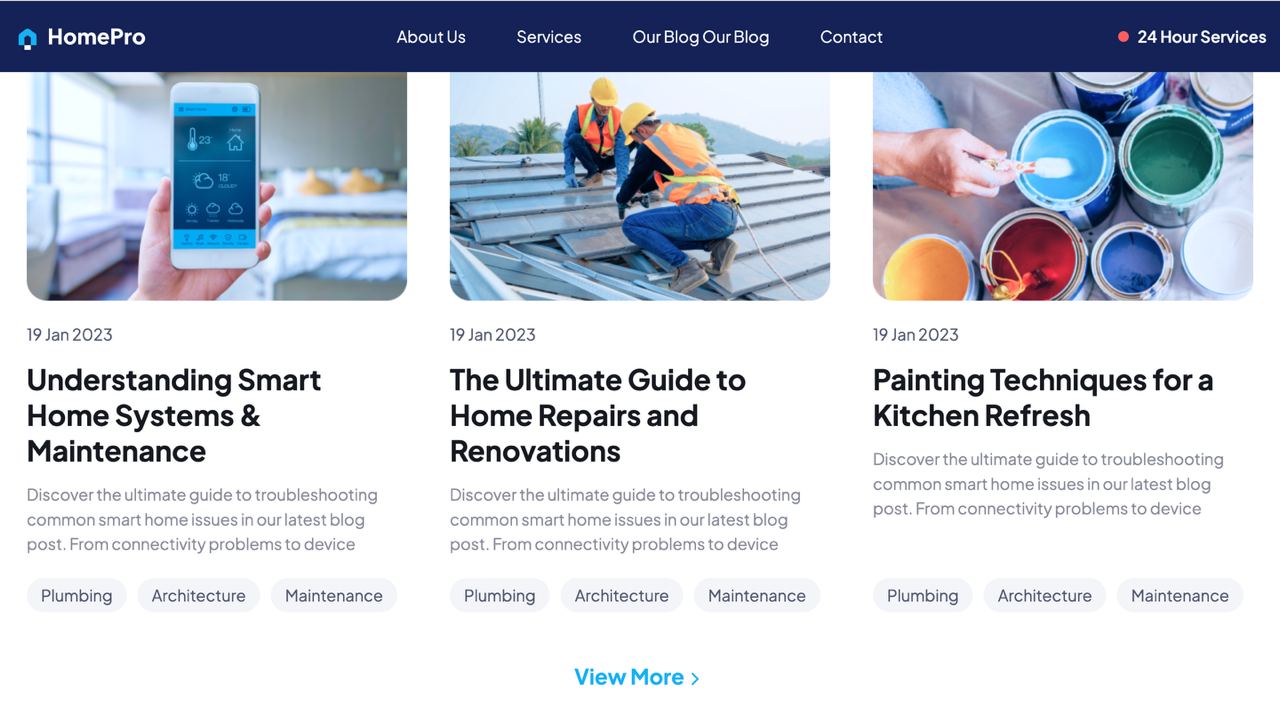 HomePro
About Us
Services
Our Blog Our Blog
Contact
24 Hour Services
23°
Home
18°
CLOUDY
19 Jan 2023
Understanding Smart
Home Systems &
Maintenance
Discover the ultimate guide to troubleshooting
common smart home issues in our latest blog
post. From connectivity problems to device
Plumbing
Architecture
Maintenance
19 Jan 2023
The Ultimate Guide to
Home Repairs and
Renovations
Discover the ultimate guide to troubleshooting
common smart home issues in our latest blog
post. From connectivity problems to device
Plumbing
Architecture
Maintenance
19 Jan 2023
Painting Techniques for a
Kitchen Refresh
Discover the ultimate guide to troubleshooting
common smart home issues in our latest blog
post. From connectivity problems to device
Plumbing
Architecture
Maintenance
View More